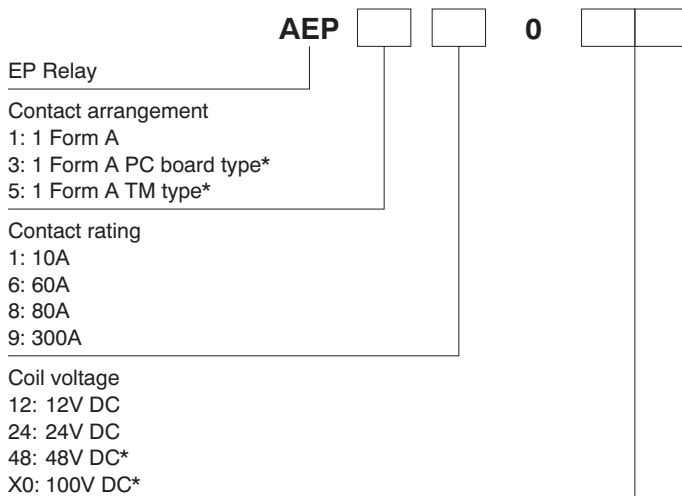 AEP 0
EP Relay
Contact arrangement
1: 1 Form A
3: 1 Form A PC board type*
5: 1 Form A TM type*
Contact rating
1: 10A
6: 60A
8: 80A
9: 300A
Coil voltage
12: 12V DC
24: 24V DC
48: 48V DC*
X0: 100V DC*